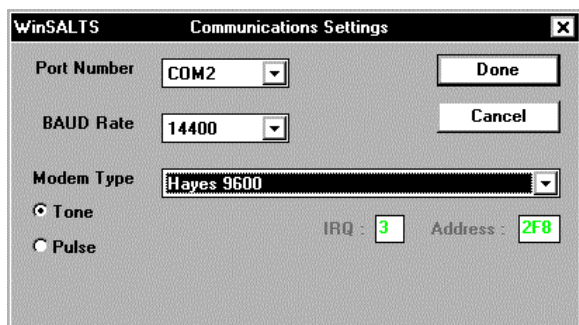 WinSALTS Communications Settings
Port Number COM2 Done
BAUD Rate 14400 Cancel
Modem Type Hayes 9600
Tone
IRQ : 3 Address : 2F8
Pulse